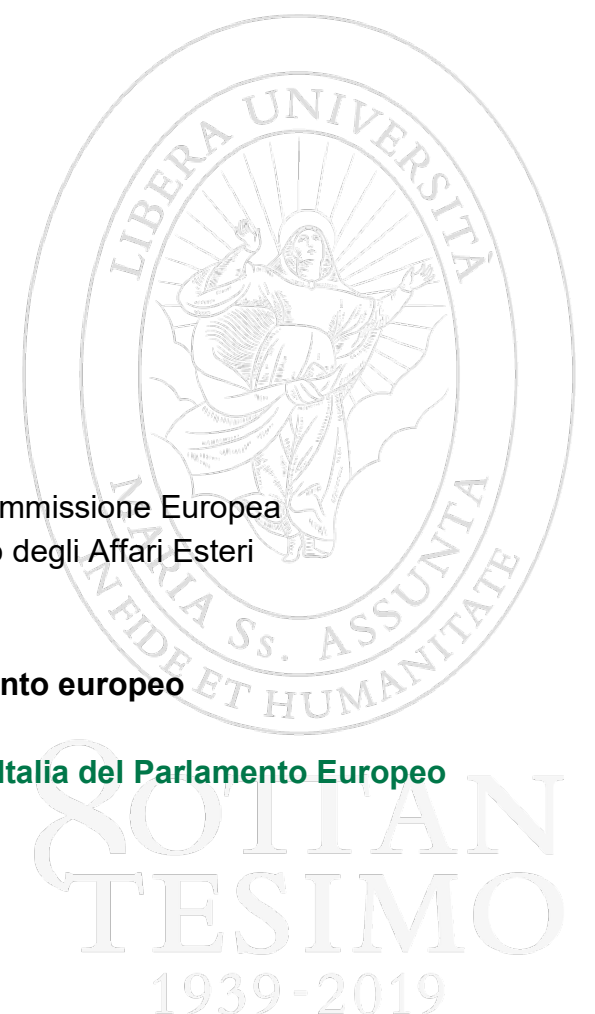 LIBERA UNIVERSITÀ
mmissione Europea
o degli Affari Esteri
MARIA Ss. ASSUNTA
IN FIDE ET HUMANITATE
nto europeo
Italia del Parlamento Europeo
8OTTAN
TESIMO
1939-2019